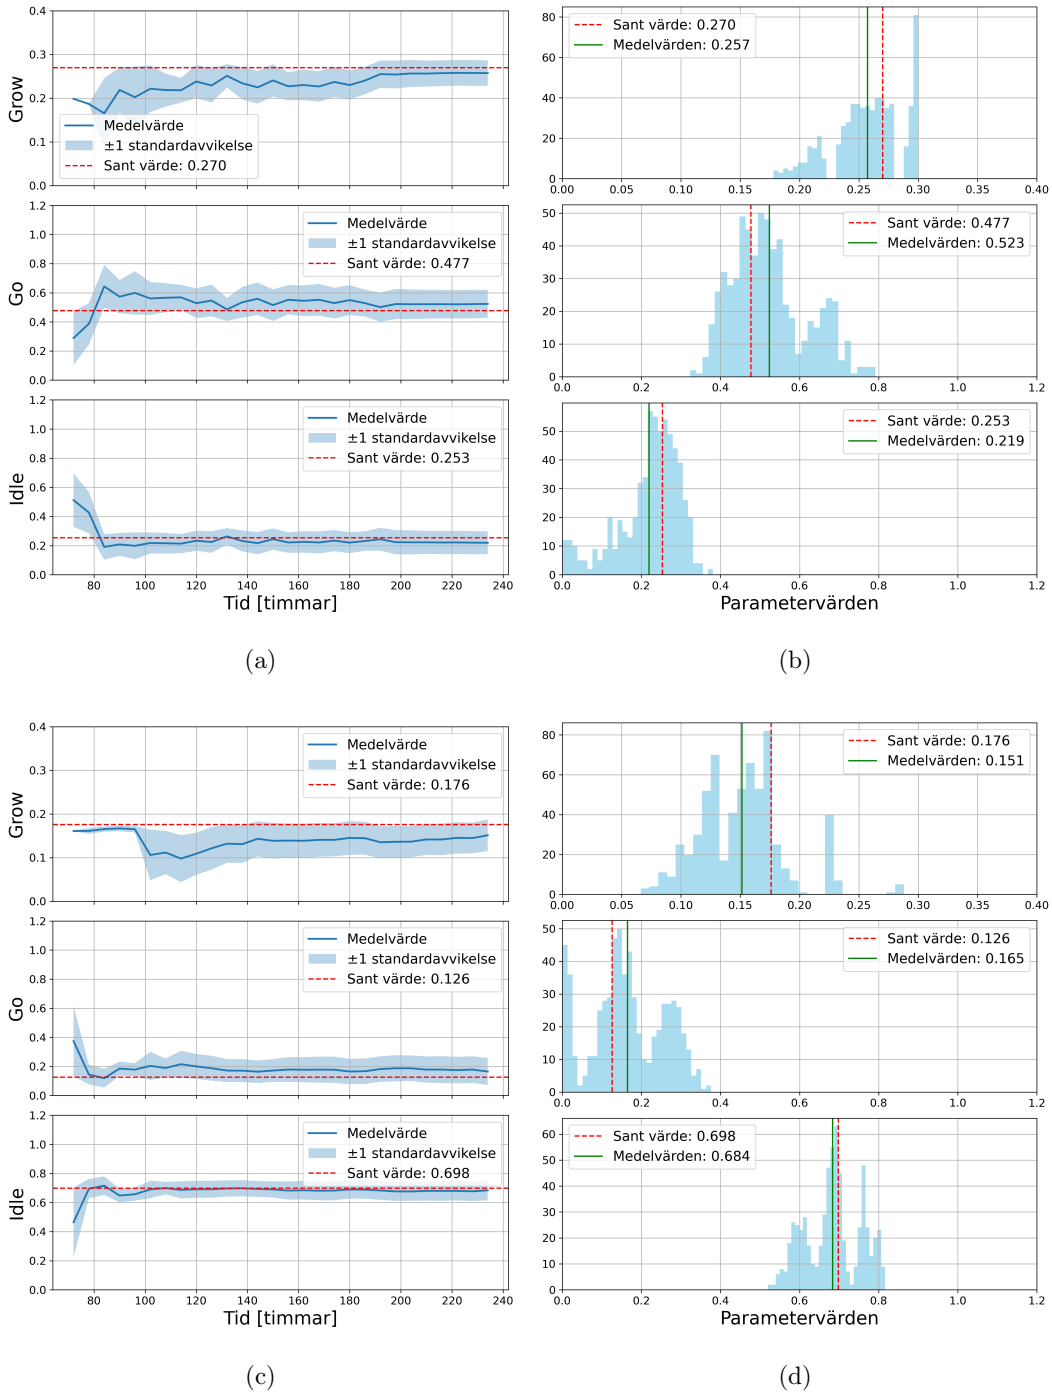 0.4
0.3
0.2
0.1
0.0
Grow
Medelvärde
±1 standardavvikelse
Sant värde: 0.270
80
60
40
20
0
0.00 0.05 0.10 0.15 0.20 0.25 0.30 0.35 0.40
Sant värde: 0.270
Medelvärden: 0.257
1.2
1.0
0.8
0.6
0.4
0.2
0.0
Go
Medelvärde
±1 standardavvikelse
Sant värde: 0.477
50
40
30
20
10
0
0.0 0.2 0.4 0.6 0.8 1.0 1.2
Sant värde: 0.477
Medelvärden: 0.523
1.2
1.0
0.8
0.6
0.4
0.2
0.0
Idle
Medelvärde
±1 standardavvikelse
Sant värde: 0.253
80 100 120 140 160 180 200 220 240
Tid [timmar]
50
40
30
20
10
0
0.0 0.2 0.4 0.6 0.8 1.0 1.2
Sant värde: 0.253
Medelvärden: 0.219
Parametervärden
(a)
(b)
0.4
0.3
0.2
0.1
0.0
Grow
Medelvärde
±1 standardavvikelse
Sant värde: 0.176
80
60
40
20
0
0.00 0.05 0.10 0.15 0.20 0.25 0.30 0.35 0.40
Sant värde: 0.176
Medelvärden: 0.151
1.2
1.0
0.8
0.6
0.4
0.2
0.0
Go
Medelvärde
±1 standardavvikelse
Sant värde: 0.126
50
40
30
20
10
0
0.0 0.2 0.4 0.6 0.8 1.0 1.2
Sant värde: 0.126
Medelvärden: 0.165
1.2
1.0
0.8
0.6
0.4
0.2
0.0
Idle
Medelvärde
±1 standardavvikelse
Sant värde: 0.698
80 100 120 140 160 180 200 220 240
Tid [timmar]
60
50
40
30
20
10
0
0.0 0.2 0.4 0.6 0.8 1.0 1.2
Sant värde: 0.698
Medelvärden: 0.684
Parametervärden
(c)
(d)